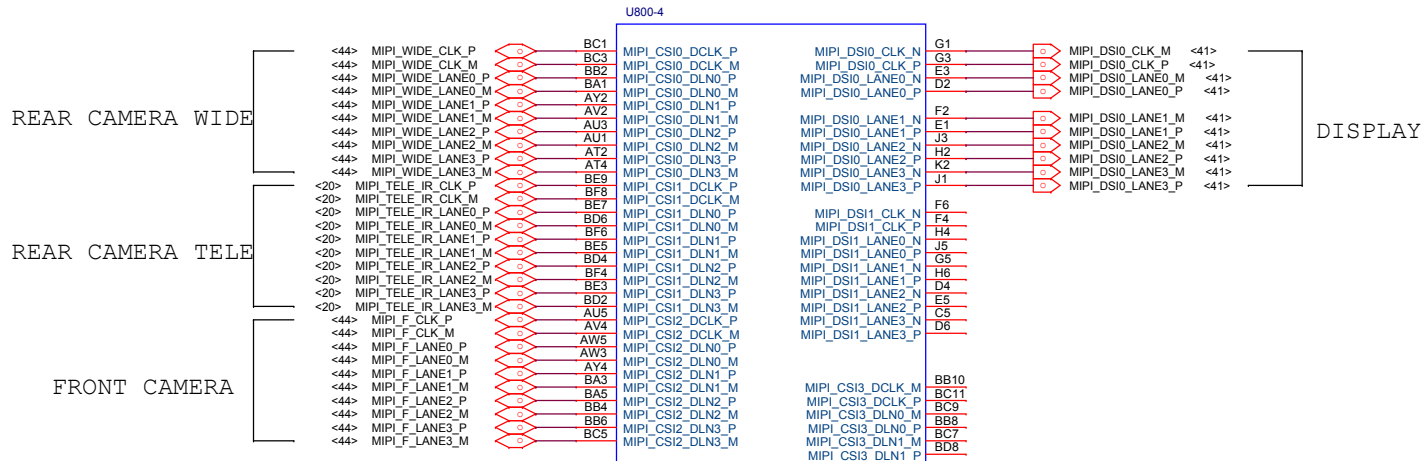 U800-4
REAR CAMERA WIDE
<44> MIPI_WIDE_CLK_P BC1 MIPI_CSI0_DCLK_P
<44> MIPI_WIDE_CLK_M BC3 MIPI_CSI0_DCLK_M
<44> MIPI_WIDE_LANE0_P BB2 MIPI_CSI0_DLN0_P
<44> MIPI_WIDE_LANE0_M BA1 MIPI_CSI0_DLN0_M
<44> MIPI_WIDE_LANE1_P AY2 MIPI_CSI0_DLN1_P
<44> MIPI_WIDE_LANE1_M AV2 MIPI_CSI0_DLN1_M
<44> MIPI_WIDE_LANE2_P AU3 MIPI_CSI0_DLN2_P
<44> MIPI_WIDE_LANE2_M AU1 MIPI_CSI0_DLN2_M
<44> MIPI_WIDE_LANE3_P AT2 MIPI_CSI0_DLN3_P
<44> MIPI_WIDE_LANE3_M AT4 MIPI_CSI0_DLN3_M
REAR CAMERA TELE
<20> MIPI_TELE_IR_CLK_P BE9 MIPI_CSI1_DCLK_P
<20> MIPI_TELE_IR_CLK_M BF8 MIPI_CSI1_DCLK_M
<20> MIPI_TELE_IR_LANE0_P BE7 MIPI_CSI1_DLN0_P
<20> MIPI_TELE_IR_LANE0_M BD6 MIPI_CSI1_DLN0_M
<20> MIPI_TELE_IR_LANE1_P BF6 MIPI_CSI1_DLN1_P
<20> MIPI_TELE_IR_LANE1_M BE5 MIPI_CSI1_DLN1_M
<20> MIPI_TELE_IR_LANE2_P BD4 MIPI_CSI1_DLN2_P
<20> MIPI_TELE_IR_LANE2_M BF4 MIPI_CSI1_DLN2_M
<20> MIPI_TELE_IR_LANE3_P BE3 MIPI_CSI1_DLN3_P
<20> MIPI_TELE_IR_LANE3_M BD2 MIPI_CSI1_DLN3_M
FRONT CAMERA
<44> MIPI_F_CLK_P AU5 MIPI_CSI2_DCLK_P
<44> MIPI_F_CLK_M AV4 MIPI_CSI2_DCLK_M
<44> MIPI_F_LANE0_P AW5 MIPI_CSI2_DLN0_P
<44> MIPI_F_LANE0_M AW3 MIPI_CSI2_DLN0_M
<44> MIPI_F_LANE1_P AY4 MIPI_CSI2_DLN1_P
<44> MIPI_F_LANE1_M BA3 MIPI_CSI2_DLN1_M
<44> MIPI_F_LANE2_P BA5 MIPI_CSI2_DLN2_P
<44> MIPI_F_LANE2_M BB4 MIPI_CSI2_DLN2_M
<44> MIPI_F_LANE3_P BB6 MIPI_CSI2_DLN3_P
<44> MIPI_F_LANE3_M BC5 MIPI_CSI2_DLN3_M
MIPI_DSI0_CLK_N G1 MIPI_DSI0_CLK_M <41>
MIPI_DSI0_CLK_P G3 MIPI_DSI0_CLK_P <41>
MIPI_DSI0_LANE0_N E3 MIPI_DSI0_LANE0_M <41>
MIPI_DSI0_LANE0_P D2 MIPI_DSI0_LANE0_P <41>
MIPI_DSI0_LANE1_N F2 MIPI_DSI0_LANE1_M <41>
MIPI_DSI0_LANE1_P E1 MIPI_DSI0_LANE1_P <41>
MIPI_DSI0_LANE2_N J3 MIPI_DSI0_LANE2_M <41>
MIPI_DSI0_LANE2_P H2 MIPI_DSI0_LANE2_P <41>
MIPI_DSI0_LANE3_N K2 MIPI_DSI0_LANE3_M <41>
MIPI_DSI0_LANE3_P J1 MIPI_DSI0_LANE3_P <41>
DISPLAY
MIPI_DSI1_CLK_N F6
MIPI_DSI1_CLK_P F4
MIPI_DSI1_LANE0_N H4
MIPI_DSI1_LANE0_P J5
MIPI_DSI1_LANE1_N G5
MIPI_DSI1_LANE1_P H6
MIPI_DSI1_LANE2_N D4
MIPI_DSI1_LANE2_P E5
MIPI_DSI1_LANE3_N C5
MIPI_DSI1_LANE3_P D6
MIPI_CSI3_DCLK_M BB10
MIPI_CSI3_DCLK_P BC11
MIPI_CSI3_DLN0_M BC9
MIPI_CSI3_DLN0_P BB8
MIPI_CSI3_DLN1_M BC7
MIPI_CSI3_DLN1_P BD8